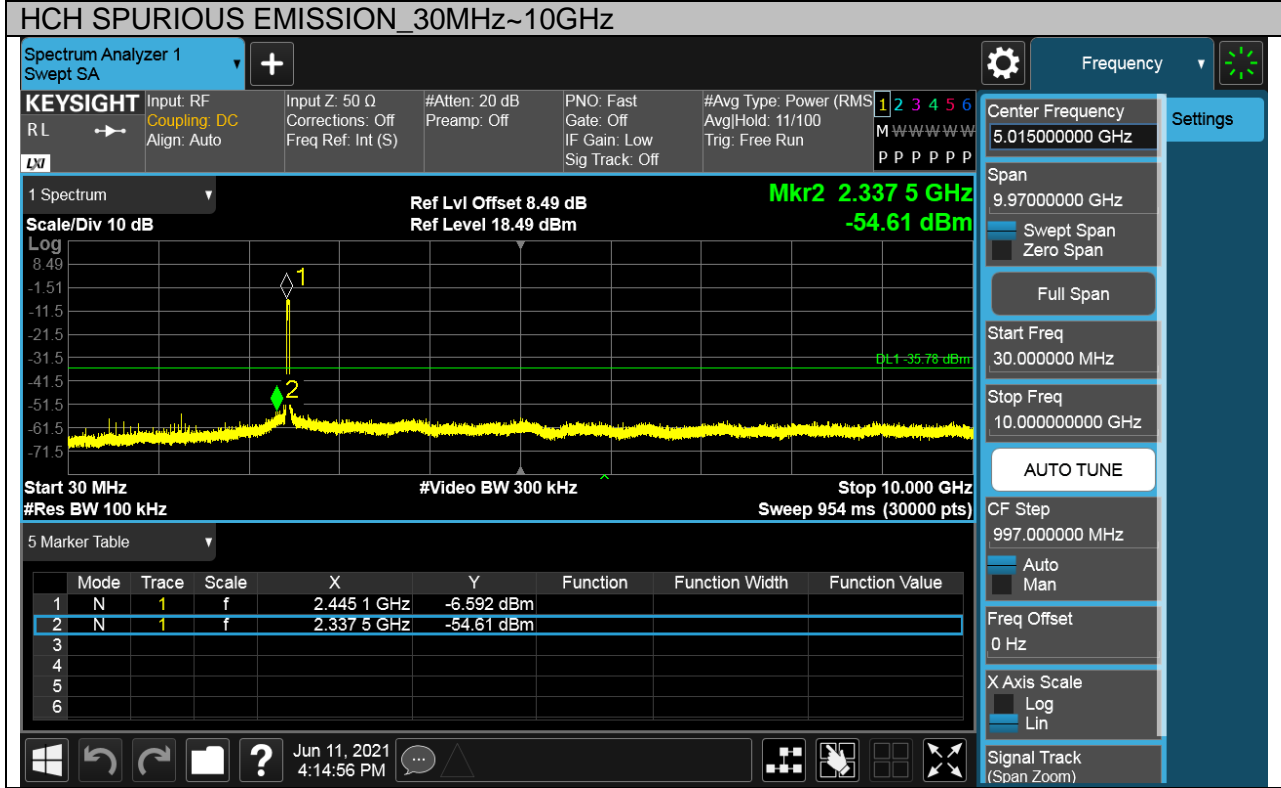 HCH SPURIOUS EMISSION_30MHz~10GHz
Spectrum Analyzer 1
Swept SA
Frequency
KEYSIGHT Input: RF Input Z: 50 Ω #Atten: 20 dB PNO: Fast #Avg Type: Power (RMS 1 2 3 4 5 6
RL Coupling: DC Corrections: Off Preamp: Off Gate: Off Avg|Hold: 11/100 M W W W W W
Align: Auto Freq Ref: Int (S) IF Gain: Low Trig: Free Run
LXI Sig Track: Off P P P P P P
1 Spectrum
Ref Lvl Offset 8.49 dB Mkr2 2.337 5 GHz
Scale/Div 10 dB Ref Level 18.49 dBm -54.61 dBm
Log
8.49
1
-1.51
-11.5
-21.5
-31.5 DL1 -35.78 dBm
-41.5
2
-51.5
-61.5
-71.5
Start 30 MHz #Video BW 300 kHz Stop 10.000 GHz
#Res BW 100 kHz Sweep 954 ms (30000 pts)
5 Marker Table
Mode Trace Scale X Y Function Function Width Function Value
1 N 1 f 2.445 1 GHz -6.592 dBm
2 N 1 f 2.337 5 GHz -54.61 dBm
3
4
5
6
Jun 11, 2021
4:14:56 PM
?
Center Frequency
5.015000000 GHz
Settings
Span
9.97000000 GHz
Swept Span
Zero Span
Full Span
Start Freq
30.000000 MHz
Stop Freq
10.000000000 GHz
AUTO TUNE
CF Step
997.000000 MHz
Auto
Man
Freq Offset
0 Hz
X Axis Scale
Log
Lin
Signal Track
(Span Zoom)